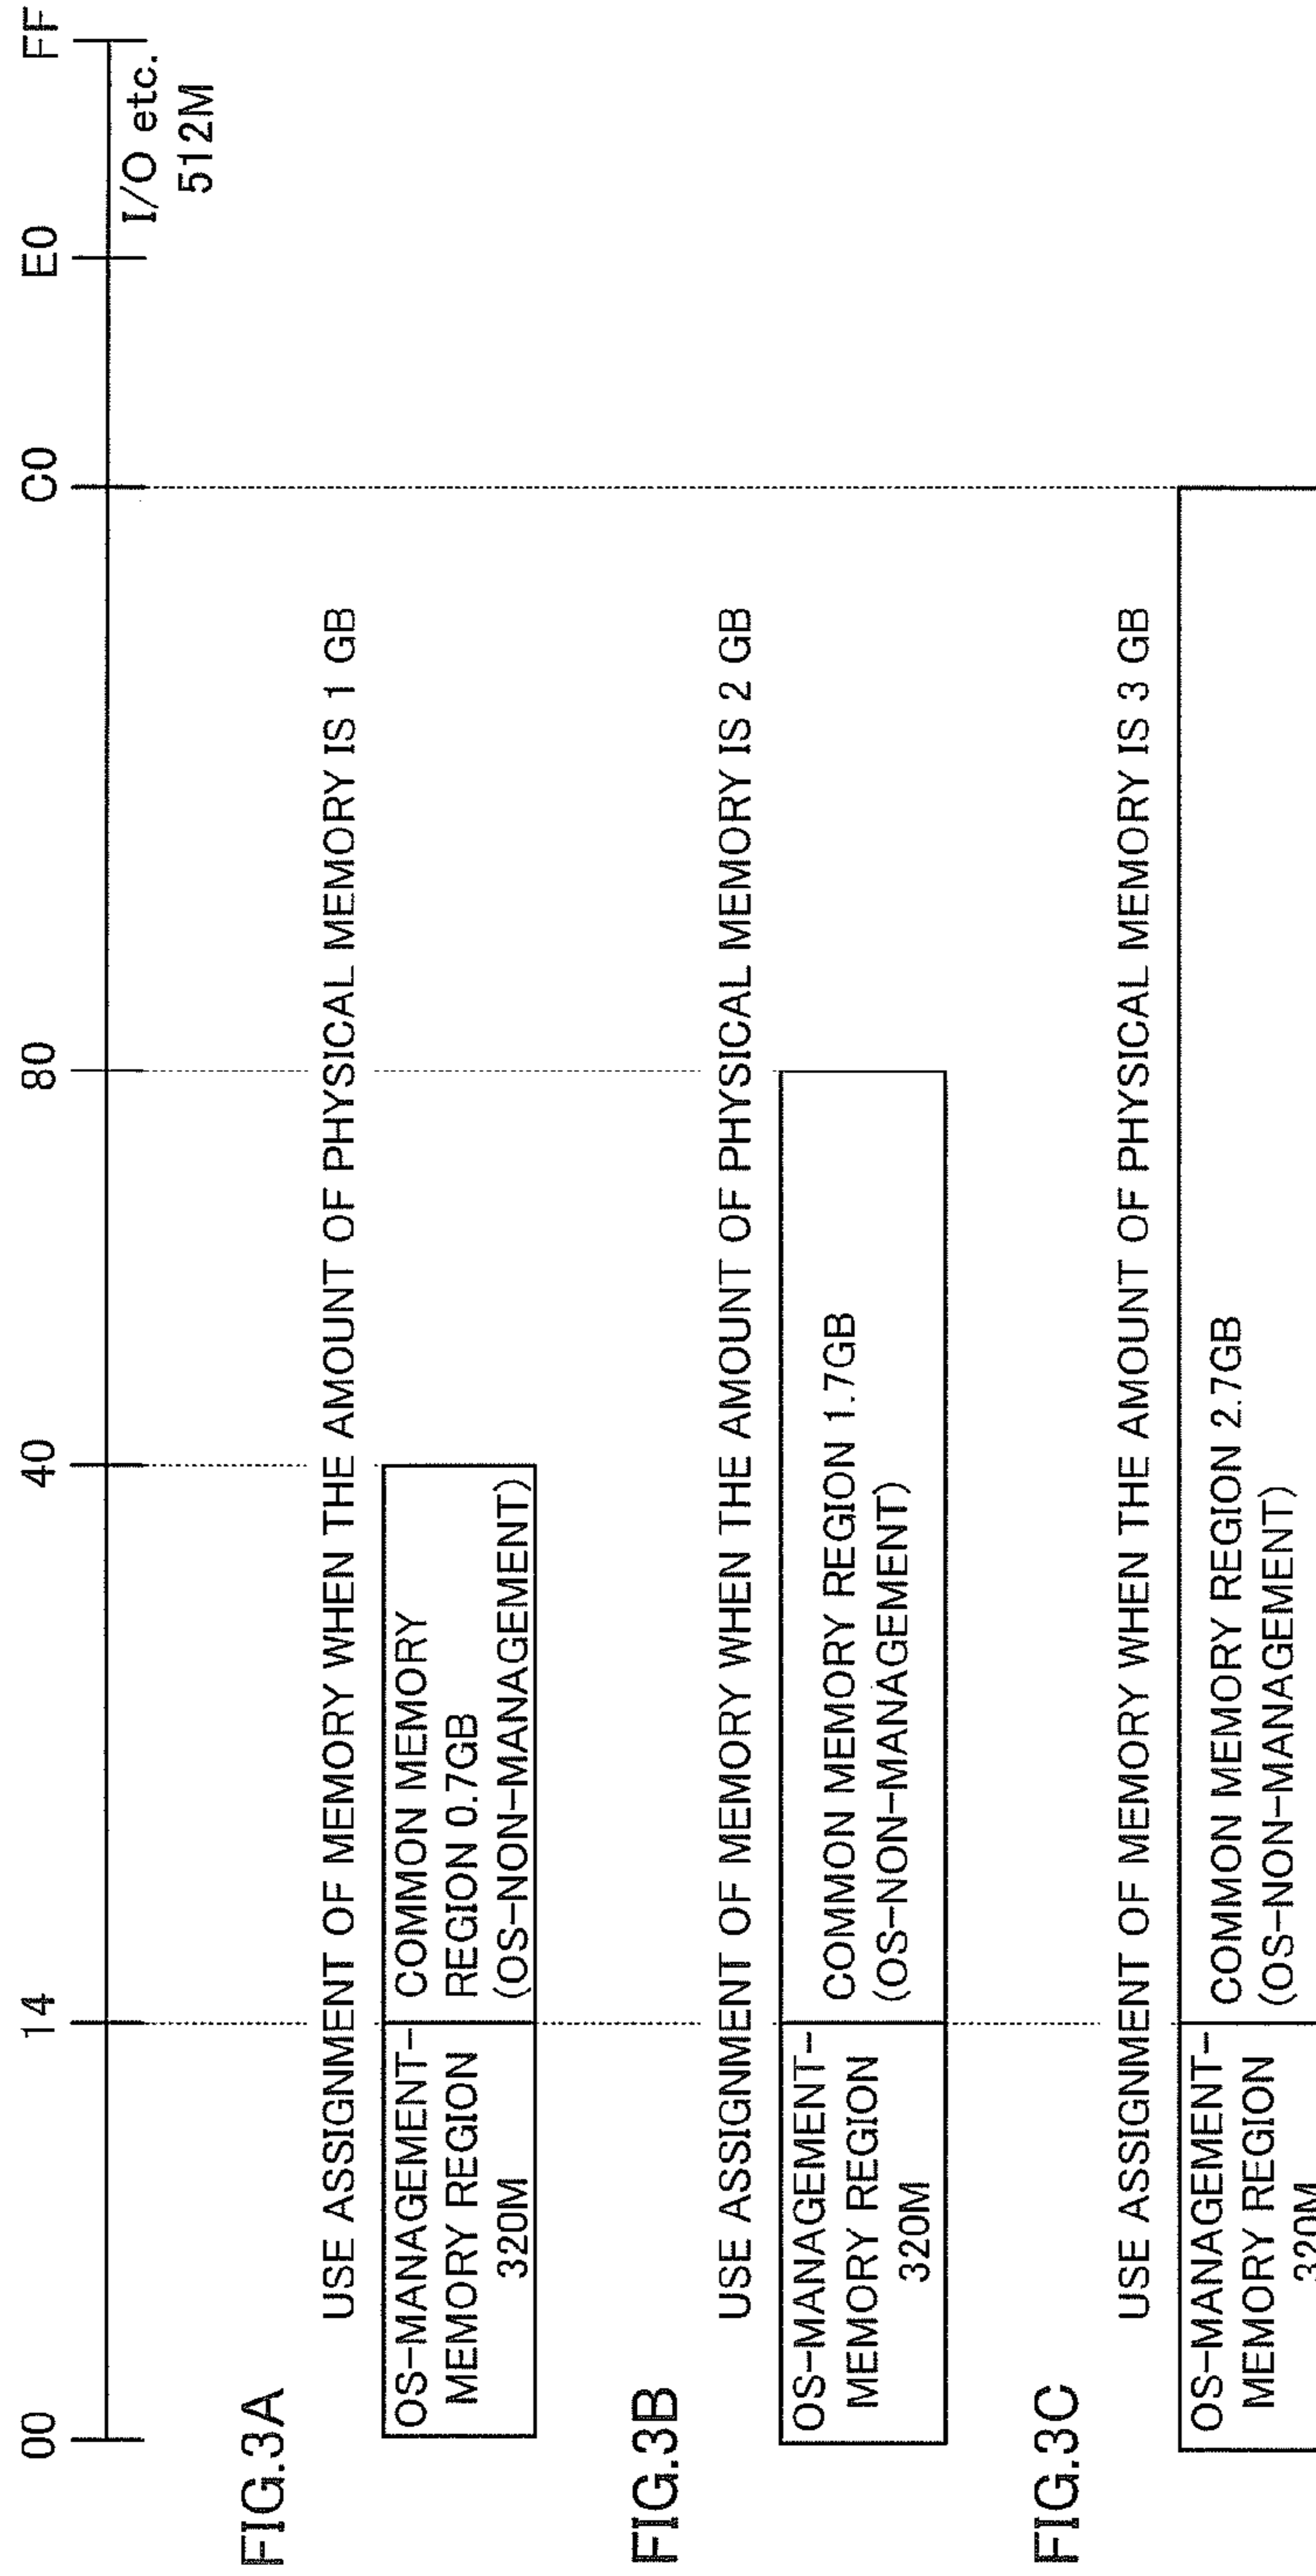 00 14 40 80 C0 E0 FF
I/O etc.
512M
FIG.3A
USE ASSIGNMENT OF MEMORY WHEN THE AMOUNT OF PHYSICAL MEMORY IS 1 GB
OS-MANAGEMENT-
MEMORY REGION
320M
COMMON MEMORY
REGION 0.7GB
(OS-NON-MANAGEMENT)
FIG.3B
USE ASSIGNMENT OF MEMORY WHEN THE AMOUNT OF PHYSICAL MEMORY IS 2 GB
OS-MANAGEMENT-
MEMORY REGION
320M
COMMON MEMORY REGION 1.7GB
(OS-NON-MANAGEMENT)
FIG.3C
USE ASSIGNMENT OF MEMORY WHEN THE AMOUNT OF PHYSICAL MEMORY IS 3 GB
OS-MANAGEMENT-
MEMORY REGION
320M
COMMON MEMORY REGION 2.7GB
(OS-NON-MANAGEMENT)